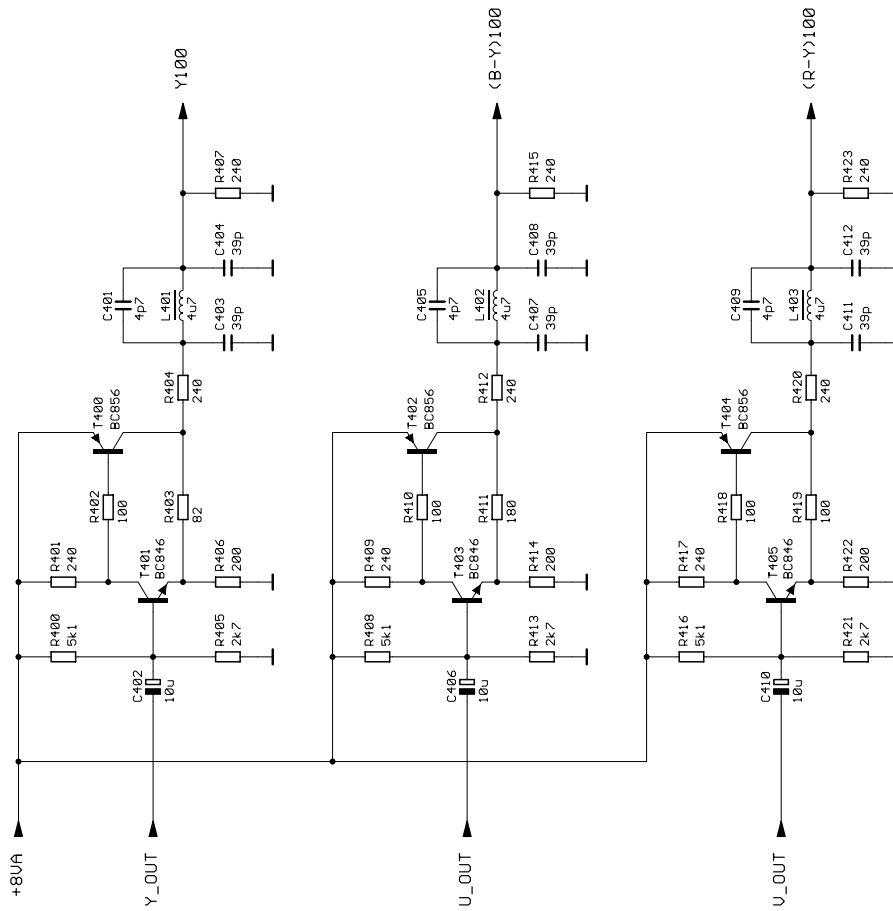 +8VA
Y_OUT
U_OUT
V_OUT
C402
10u
R400
5k1
R405
2k7
R401
240
T401
BC846
R406
200
R402
100
R403
82
T400
BC856
R404
240
C401
4p7
L401
4u7
C403
39p
C404
39p
R407
240
Y100
C406
10u
R408
5k1
R413
2k7
R409
240
T403
BC846
R414
200
R410
100
R411
180
T402
BC856
R412
240
C405
4p7
L402
4u7
C407
39p
C408
39p
R415
240
(B-Y)100
C410
10u
R416
5k1
R421
2k7
R417
240
T405
BC846
R422
200
R418
100
R419
100
T404
BC856
R420
240
C409
4p7
L403
4u7
C411
39p
C412
39p
R423
240
(R-Y)100